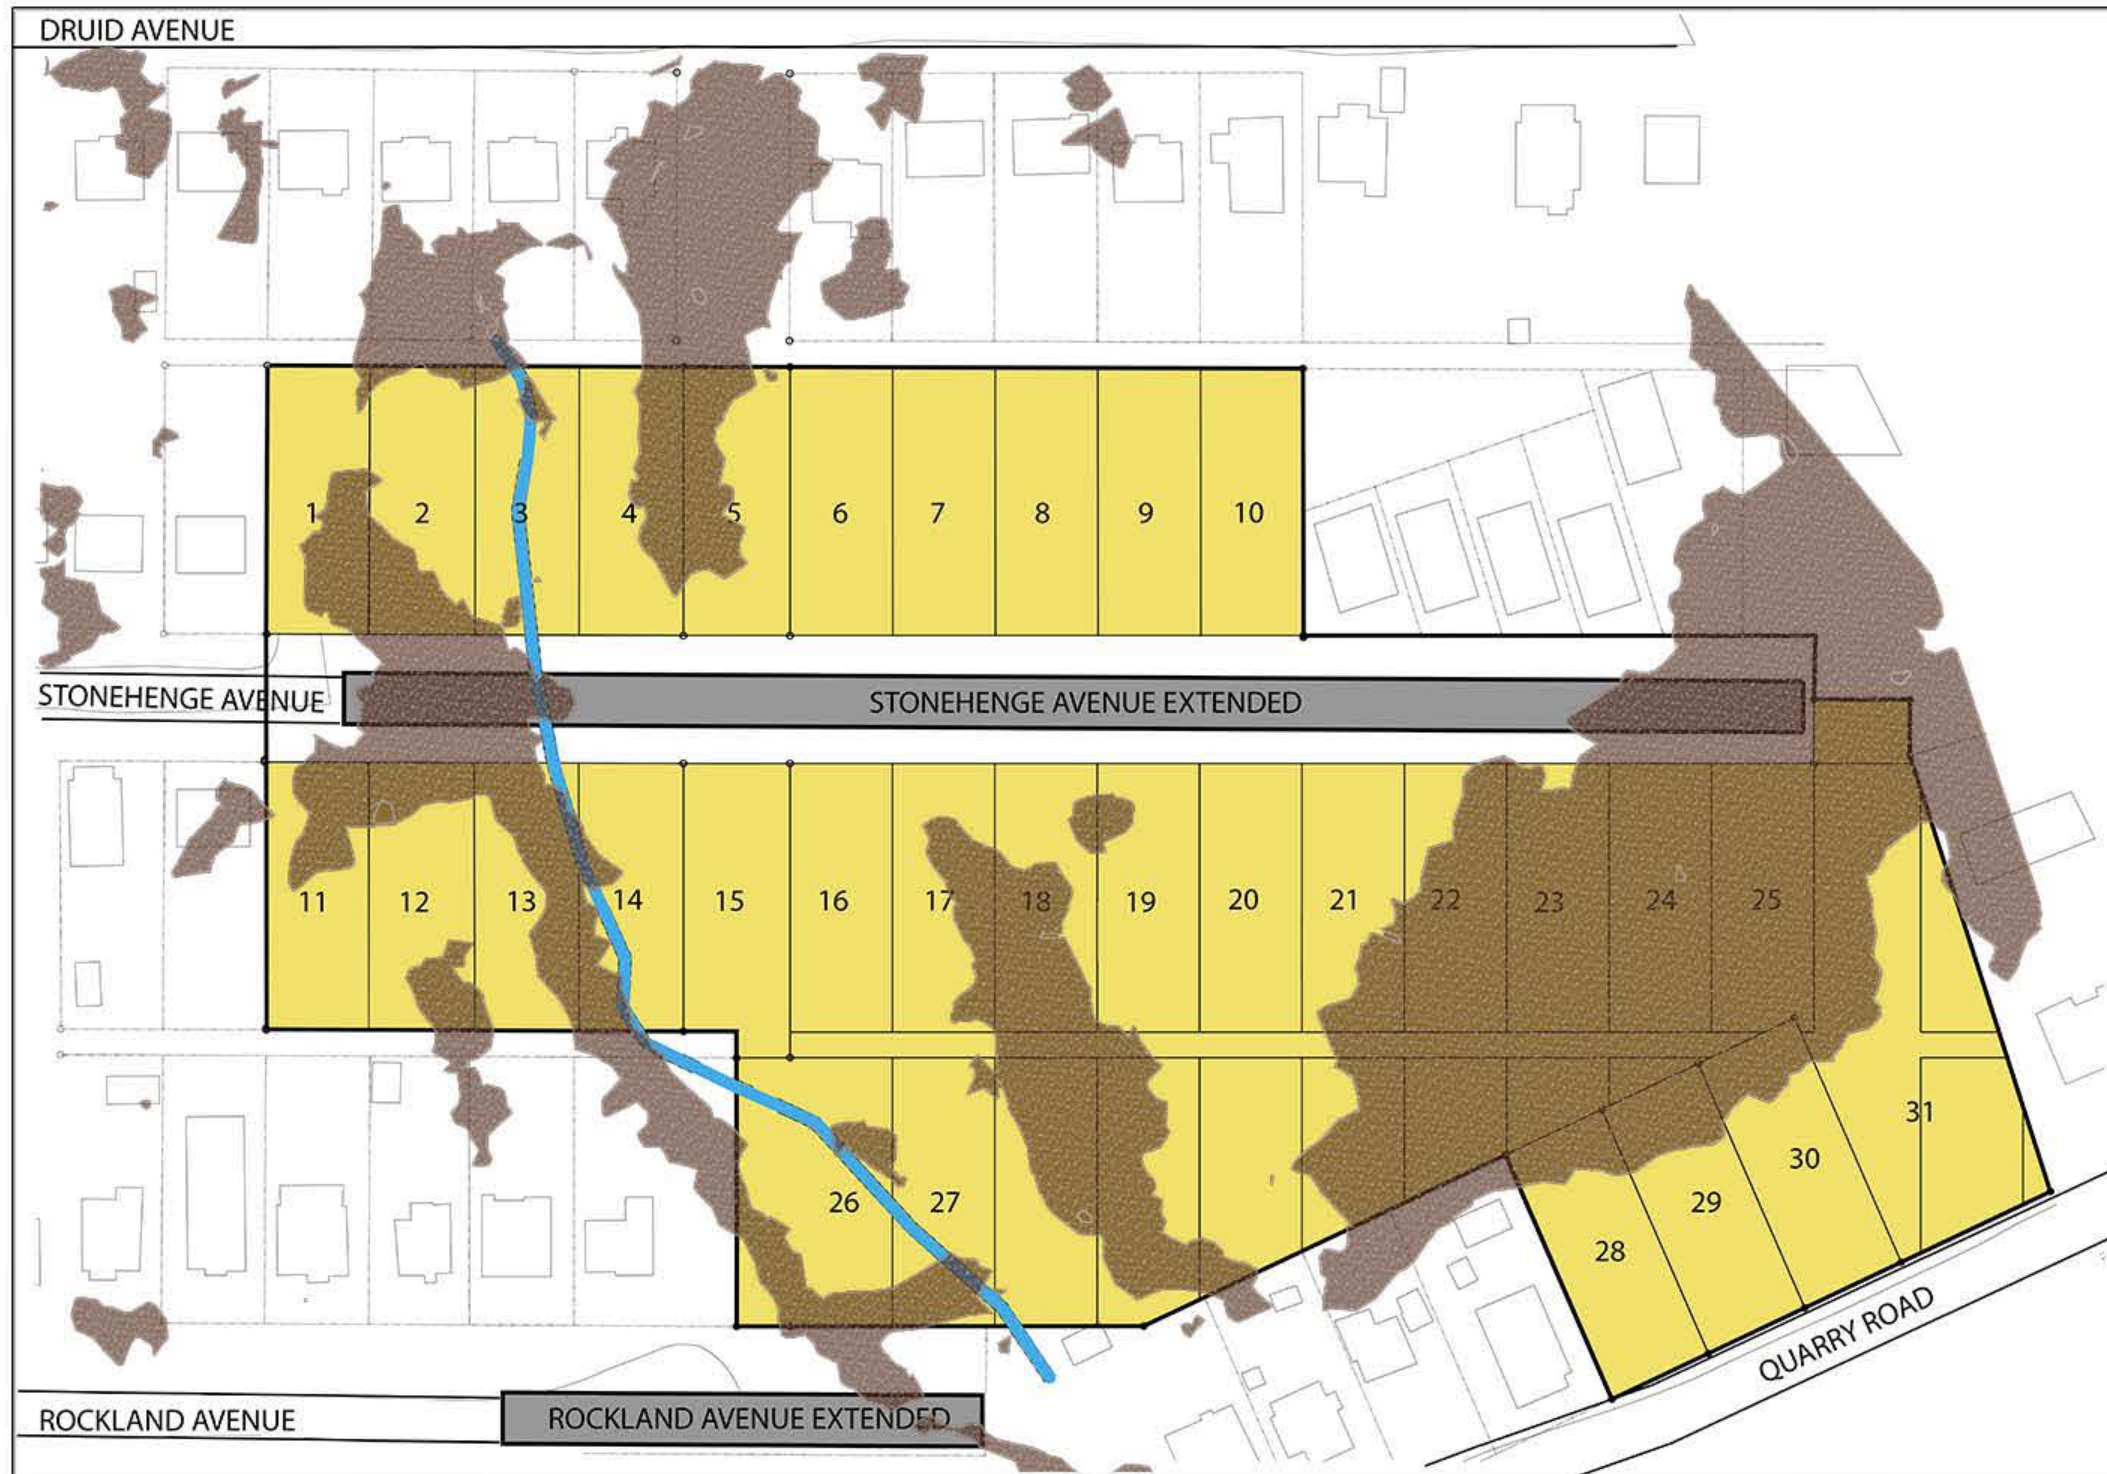 DRUID AVENUE
1 2 3 4 5 6 7 8 9 10
STONEHENGE AVENUE
STONEHENGE AVENUE EXTENDED
11 12 13 14 15 16 17 18 19 20 21 22 23 24 25
26 27 28 29 30 31
QUARRY ROAD
ROCKLAND AVENUE
ROCKLAND AVENUE EXTENDED